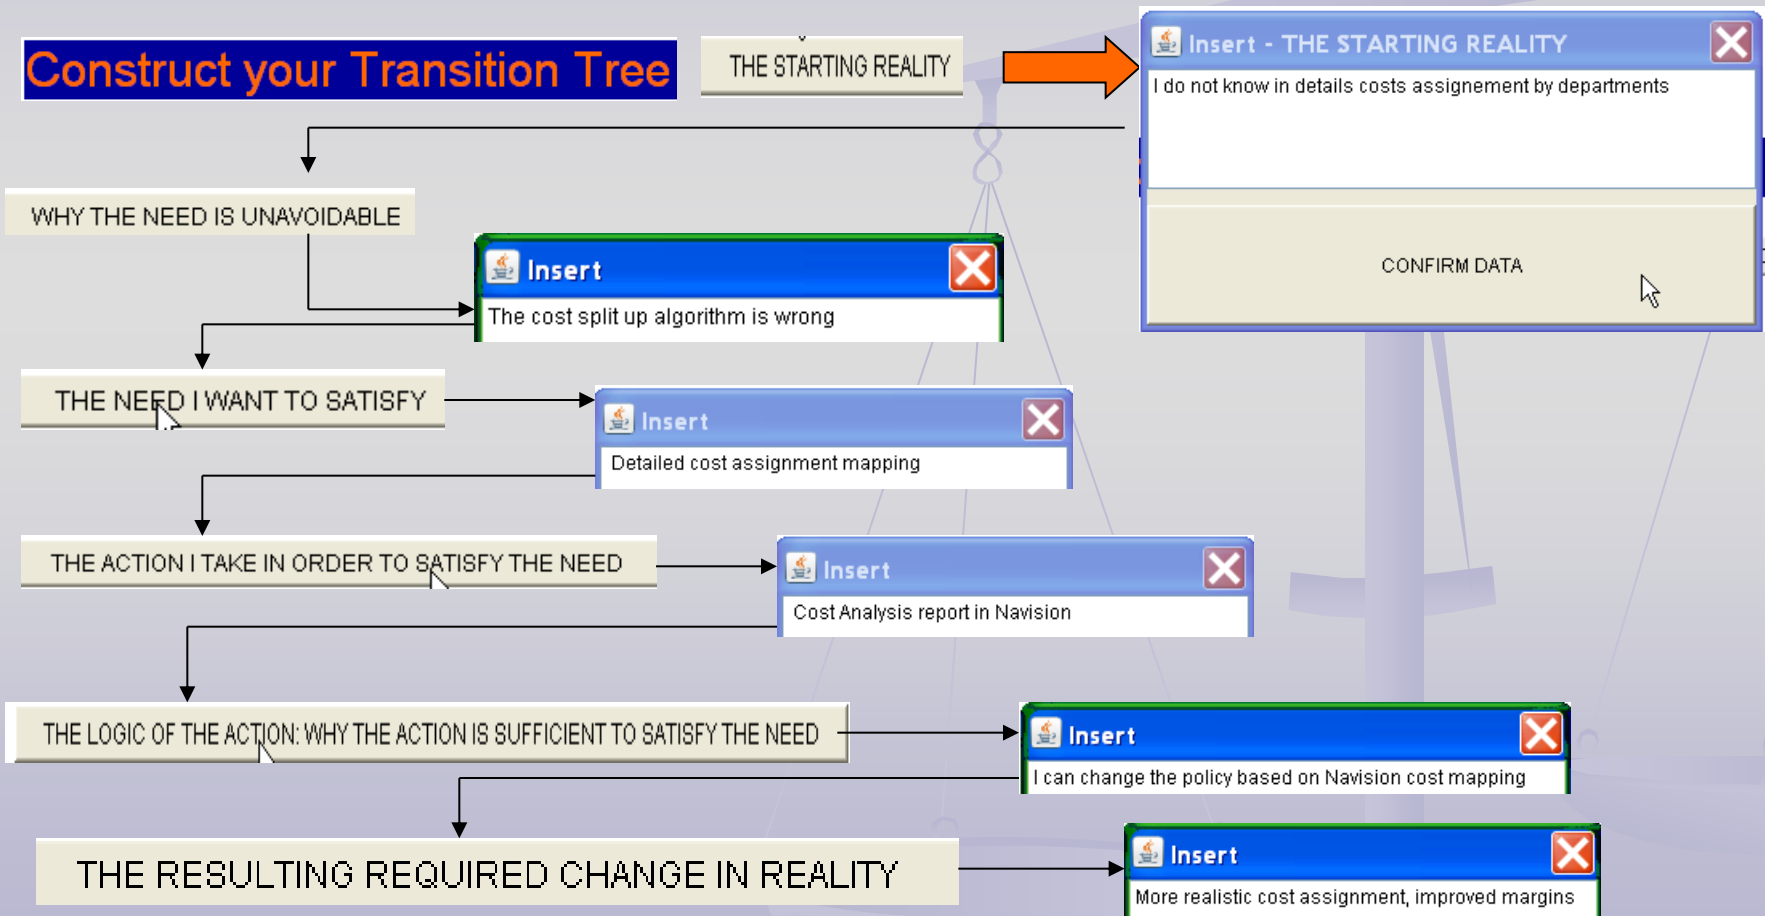 Construct your Transition Tree
THE STARTING REALITY
Insert - THE STARTING REALITY
I do not know in details costs assignement by departments
CONFIRM DATA
WHY THE NEED IS UNAVOIDABLE
Insert
The cost split up algorithm is wrong
THE NEED I WANT TO SATISFY
Insert
Detailed cost assignment mapping
THE ACTION I TAKE IN ORDER TO SATISFY THE NEED
Insert
Cost Analysis report in Navision
THE LOGIC OF THE ACTION: WHY THE ACTION IS SUFFICIENT TO SATISFY THE NEED
Insert
I can change the policy based on Navision cost mapping
THE RESULTING REQUIRED CHANGE IN REALITY
Insert
More realistic cost assignment, improved margins